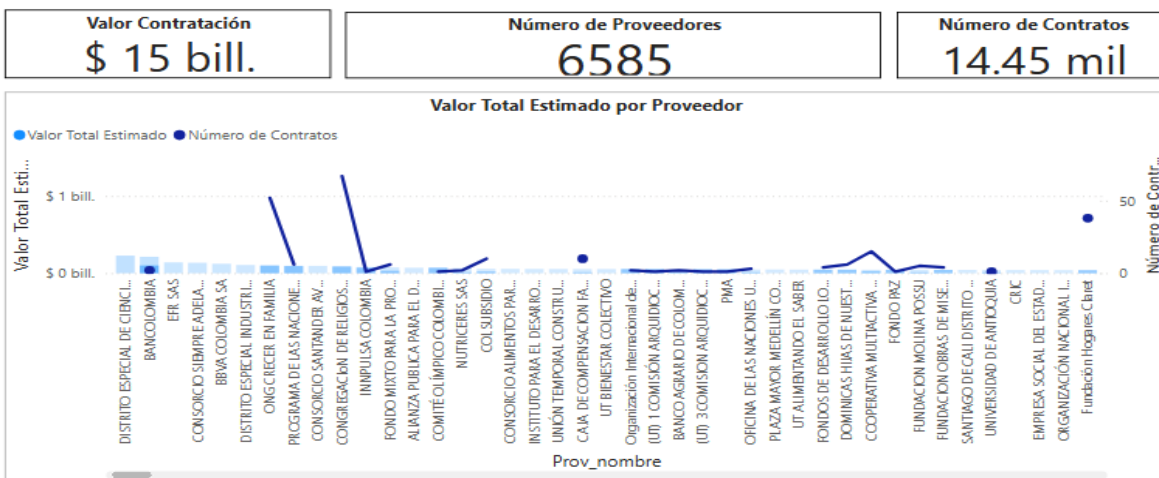 Valor Contratación
$ 15 bill.
Número de Proveedores
6585
Número de Contratos
14.45 mil
Valor Total Estimado por Proveedor
Valor Total Estimado
Número de Contratos
Valor Total Esti...
$ 1 bill.
$ 0 bill.
50
0
Número de Contr...
DISTRITO ESPECIAL DE CIENCI...
BANCOLOMBIA
EFR SAS
CONSORCIO SIEMPRE ADELA...
BBVA COLOMBIA SA
DISTRITO ESPECIAL INDUSTRI...
ONG CRECER EN FAMILIA
PROGRAMA DE LAS NACIONE...
CONSORCIO SANTANDER AV...
CONGREGACIóN DE RELIGIOS...
INNPULSA COLOMBIA
FONDO MIXTO PARA LA PRO...
ALIANZA PUBLICA PARA EL D...
COMITÉ OLÍMPICO COLOMBI...
NUTRICERES SAS
COLSUBSIDIO
CONSORCIO ALIMENTOS PAR...
INSTITUTO PARA EL DESARRO...
UNIÓN TEMPORAL CONSTRU...
CAJA DE COMPENSACION FA...
UT BIENESTAR COLECTIVO
Organización Internacional de...
(UT) 1 COMISIÓN ARQUIDIOC...
BANCO AGRARIO DE COLOM...
(UT) 3 COMISION ARQUIDIOC...
PMA
OFICINA DE LAS NACIONES U...
PLAZA MAYOR MEDELLÍN CO...
UT ALIMENTANDO EL SABER
FONDOS DE DESARROLLO LO...
DOMINICAS HIJAS DE NUEST...
COOPERATIVA MULTIACTIVA ...
FONDO PAZ
FUNDACION MOLINA POSSU
FUNDACION OBRAS DE MISE...
SANTIAGO DE CALI DISTRITO ...
UNIVERSIDAD DE ANTIOQUIA
CRIC
EMPRESA SOCIAL DEL ESTAD...
ORGANIZACIÓN NACIONAL I...
Fundación Hogares Claret
Prov_nombre